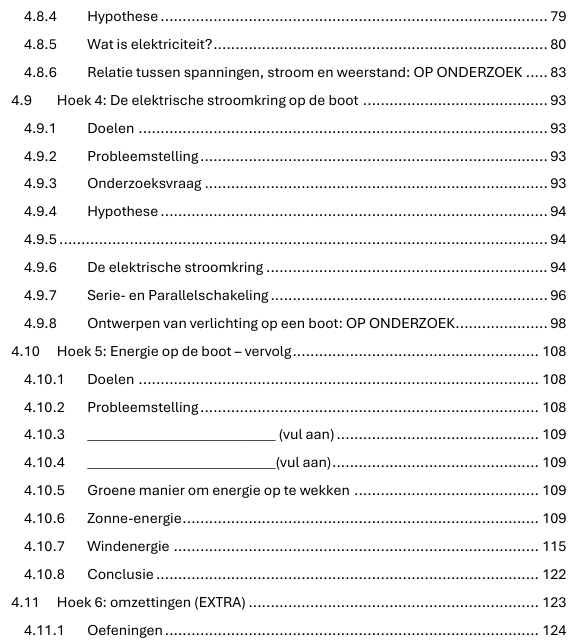 4.8.4 Hypothese ........ 79
4.8.5 Wat is elektriciteit? ........ 80
4.8.6 Relatie tussen spanningen, stroom en weerstand: OP ONDERZOEK ..... 83
4.9 Hoek 4: De elektrische stroomkring op de boot ........ 93
4.9.1 Doelen ........ 93
4.9.2 Probleemstelling ........ 93
4.9.3 Onderzoeksvraag ........ 93
4.9.4 Hypothese ........ 94
4.9.5 ........ 94
4.9.6 De elektrische stroomkring ........ 94
4.9.7 Serie- en Parallelschakeling ........ 96
4.9.8 Ontwerpen van verlichting op een boot: OP ONDERZOEK ........ 98
4.10 Hoek 5: Energie op de boot – vervolg ........ 108
4.10.1 Doelen ........ 108
4.10.2 Probleemstelling ........ 108
4.10.3 ________________________ (vul aan) ........ 109
4.10.4 ________________________(vul aan) ........ 109
4.10.5 Groene manier om energie op te wekken ........ 109
4.10.6 Zonne-energie ........ 109
4.10.7 Windenergie ........ 115
4.10.8 Conclusie ........ 122
4.11 Hoek 6: omzettingen (EXTRA) ........ 123
4.11.1 Oefeningen ........ 124